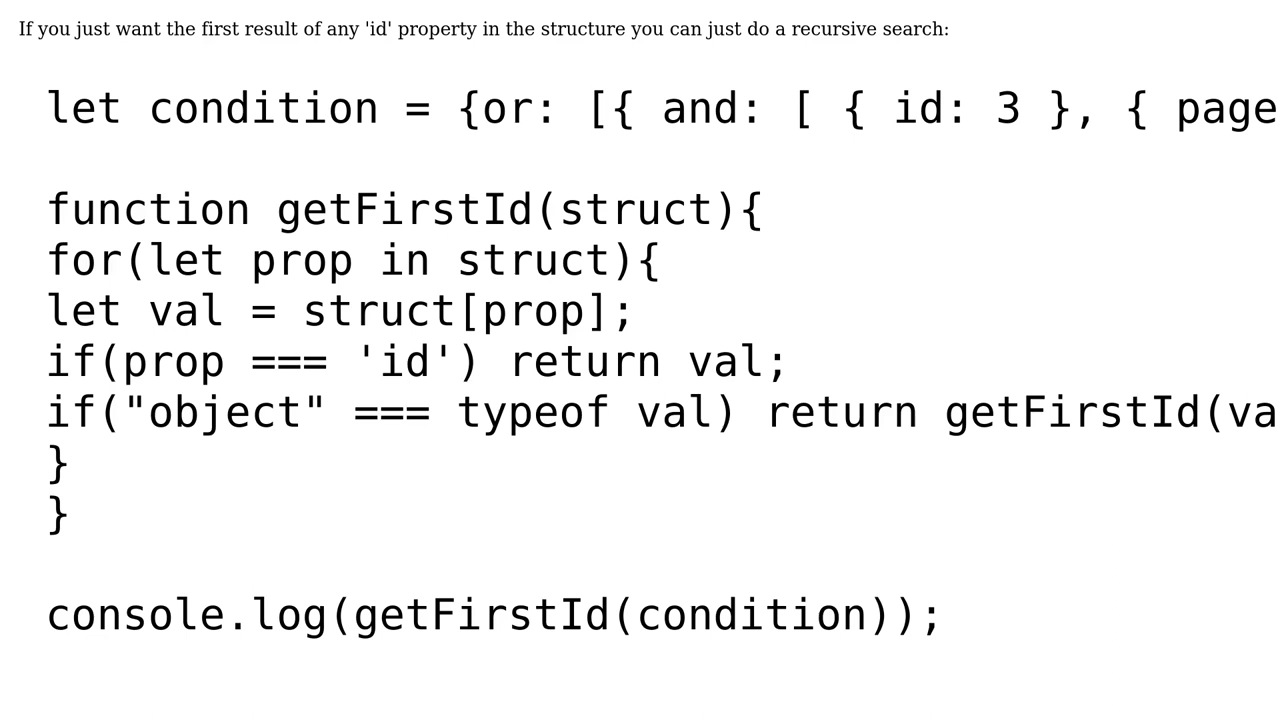 If you just want the first result of any 'id' property in the structure you can just do a recursive search:
let condition = {or: [{ and: [ { id: 3 }, { page
function getFirstId(struct){
for(let prop in struct){
let val = struct[prop];
if(prop === 'id') return val;
if("object" === typeof val) return getFirstId(va
}
}
console.log(getFirstId(condition));